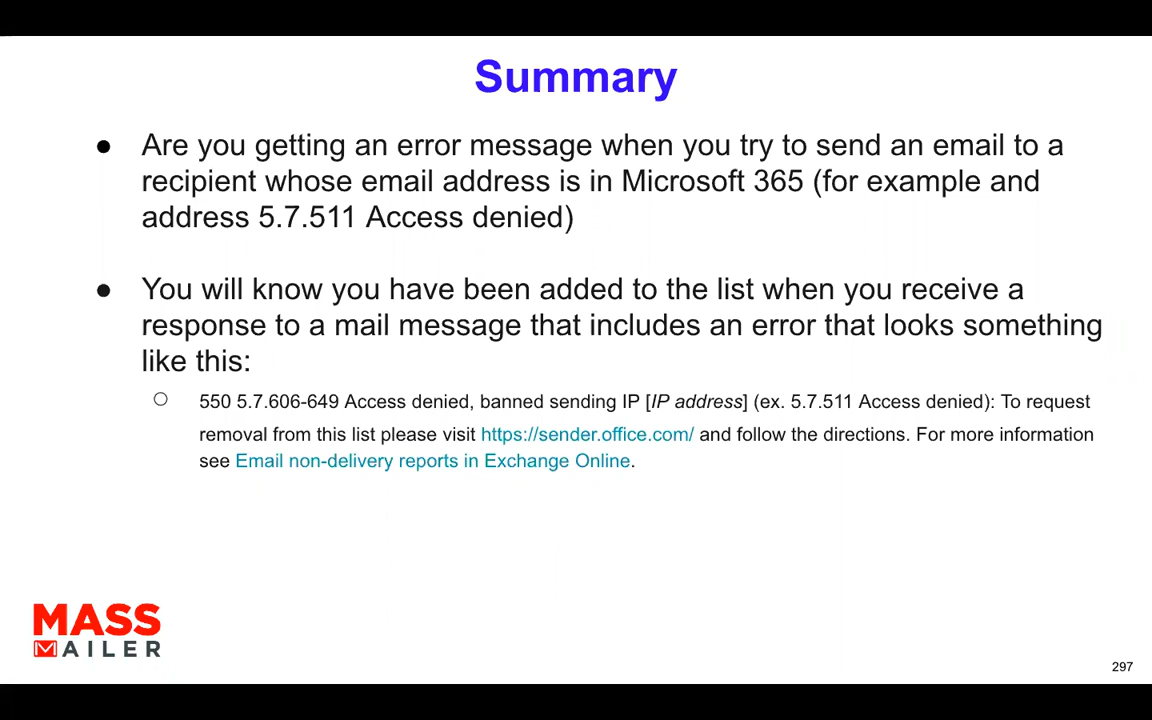 Summary
● Are you getting an error message when you try to send an email to a
recipient whose email address is in Microsoft 365 (for example and
address 5.7.511 Access denied)
● You will know you have been added to the list when you receive a
response to a mail message that includes an error that looks something
like this:
○ 550 5.7.606-649 Access denied, banned sending IP [IP address] (ex. 5.7.511 Access denied): To request
removal from this list please visit https://sender.office.com/ and follow the directions. For more information
see Email non-delivery reports in Exchange Online.
MASS
MAILER
297